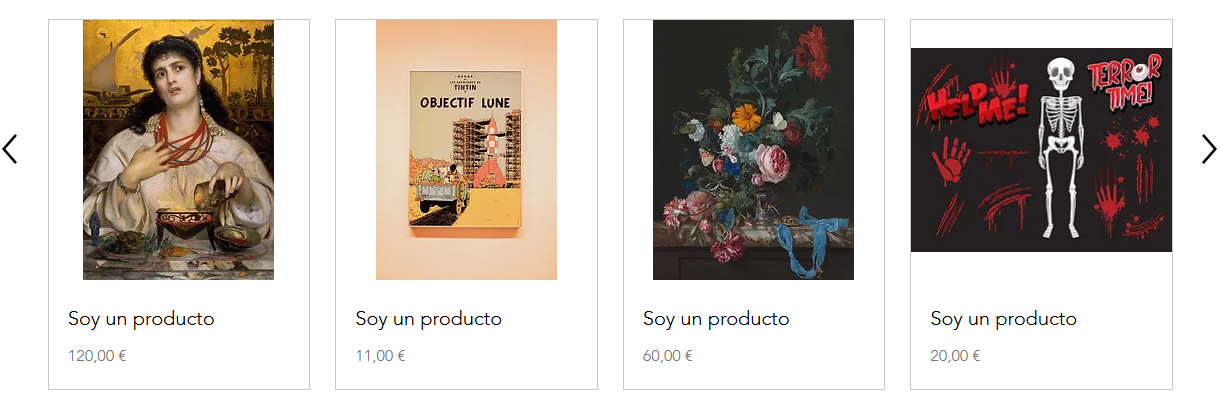 HERGÉ
LES AVENTURES DE
TINTIN
OBJECTIF LUNE
HELP
ME!
TERROR
TIME!
Soy un producto
120,00 €
Soy un producto
11,00 €
Soy un producto
60,00 €
Soy un producto
20,00 €